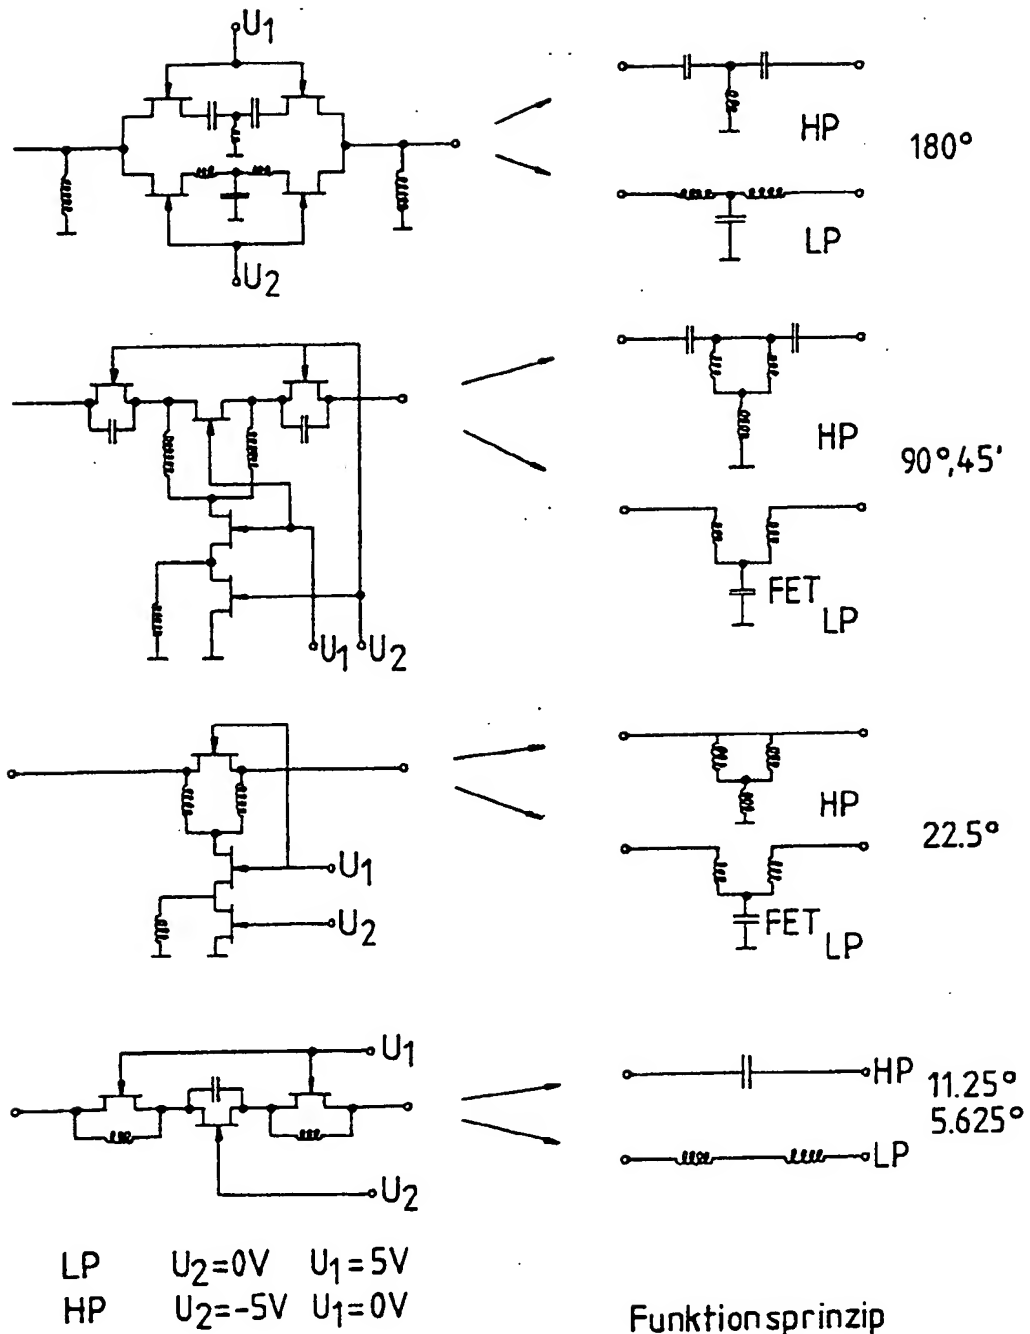 U1
HP
180°
LP
U2
HP
90°,45'
FET
LP
U1 U2
HP
U1
22.5°
U2
FET
LP
U1
HP
11.25°
5.625°
LP
U2
LP U2=0V U1=5V
HP U2=-5V U1=0V
Funktionsprinzip